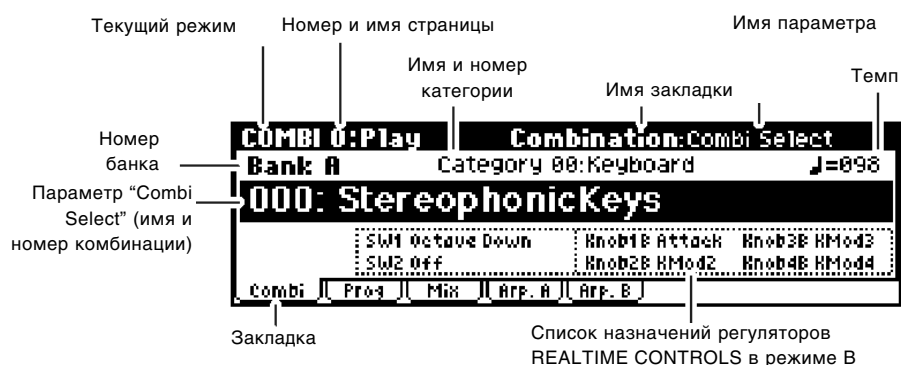 Текущий режим
Номер и имя страницы
Имя параметра
Имя и номер
категории
Имя закладки
Темп
COMBI 0:Play Combination:Combi Select
Номер
банка
Bank A Category 00:Keyboard ♩=098
Параметр “Combi
Select” (имя и
номер комбинации)
000: StereophonicKeys
SW1 Octave Down Knob1B Attack Knob3B KMod3
SW2 Off Knob2B KMod2 Knob4B KMod4
Combi Prog Mix Arp. A Arp. B
Закладка
Список назначений регуляторов
REALTIME CONTROLS в режиме B